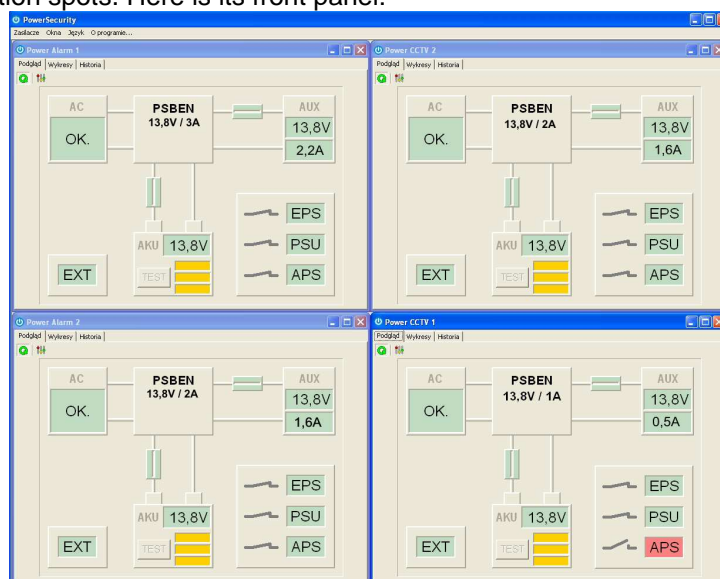 ation spots. Here is its front panel.
PowerSecurity
Zasilacze Okna Język O programie...
Power Alarm 1
Podgląd Wykresy Historia
AC
OK.
PSBEN
13,8V / 3A
AUX
13,8V
2,2A
AKU 13,8V
TEST
EXT
EPS
PSU
APS
Power CCTV 2
Podgląd Wykresy Historia
AC
OK.
PSBEN
13,8V / 2A
AUX
13,8V
1,6A
AKU 13,8V
TEST
EXT
EPS
PSU
APS
Power Alarm 2
Podgląd Wykresy Historia
AC
OK.
PSBEN
13,8V / 2A
AUX
13,8V
1,6A
AKU 13,8V
TEST
EXT
EPS
PSU
APS
Power CCTV 1
Podgląd Wykresy Historia
AC
OK.
PSBEN
13,8V / 1A
AUX
13,8V
0,5A
AKU 13,8V
TEST
EXT
EPS
PSU
APS